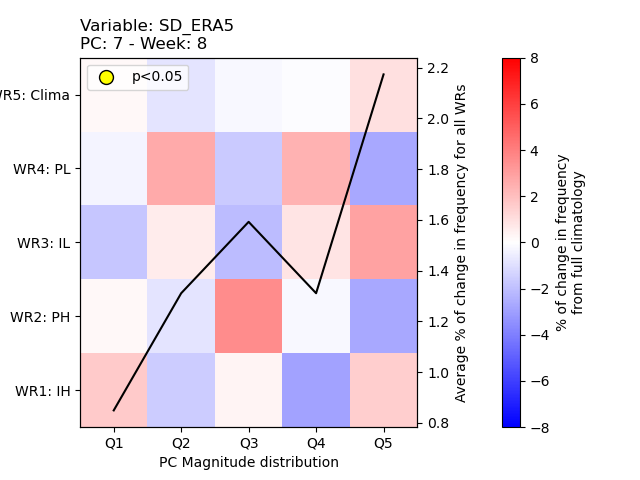 Variable: SD_ERA5
PC: 7 - Week: 8
p<0.05
WR5: Clima
WR4: PL
WR3: IL
WR2: PH
WR1: IH
Q1 Q2 Q3 Q4 Q5
PC Magnitude distribution
2.2
2.0
1.8
1.6
1.4
1.2
1.0
0.8
Average % of change in frequency for all WRs
8
6
4
2
0
−2
−4
−6
−8
% of change in frequency
from full climatology